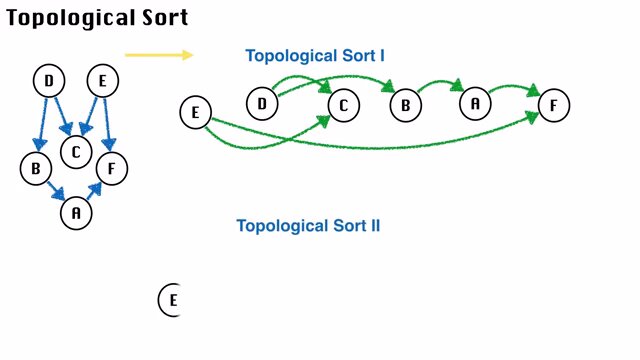 Topological Sort
Topological Sort I
D E
E D C B A F
B C F
A
Topological Sort II
E